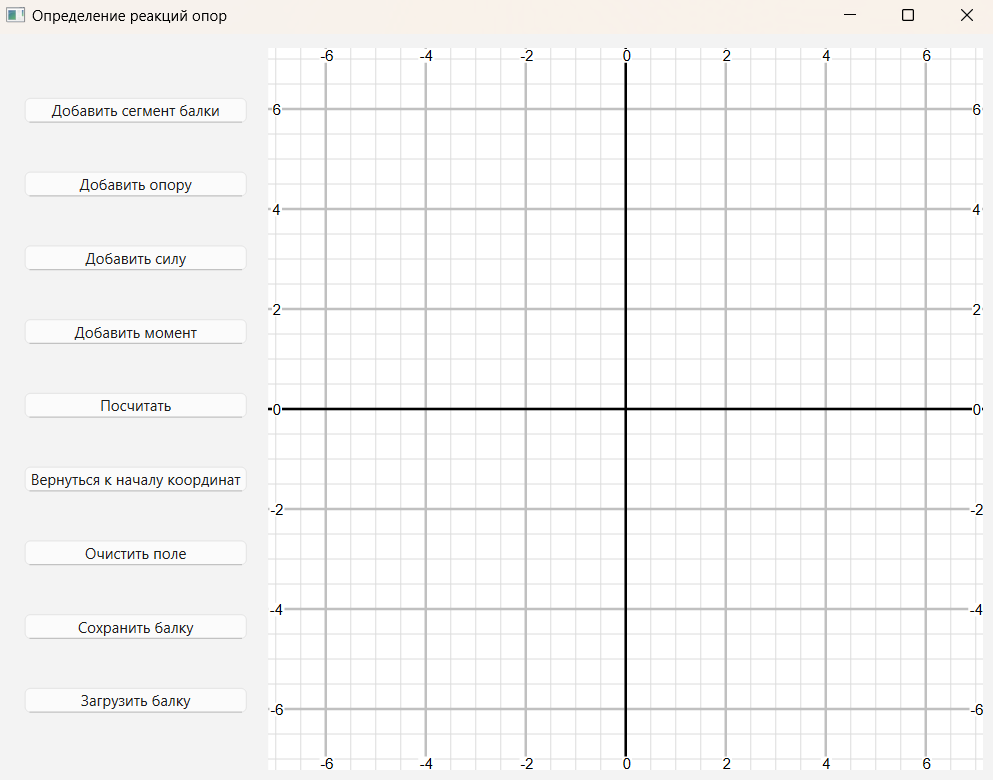 Определение реакций опор
-6 -4 -2 0 2 4 6
Добавить сегмент балки
6 6
Добавить опору
4 4
Добавить силу
2 2
Добавить момент
Посчитать
0 0
Вернуться к началу координат
-2 -2
Очистить поле
-4 -4
Сохранить балку
Загрузить балку
-6 -6
-6 -4 -2 0 2 4 6